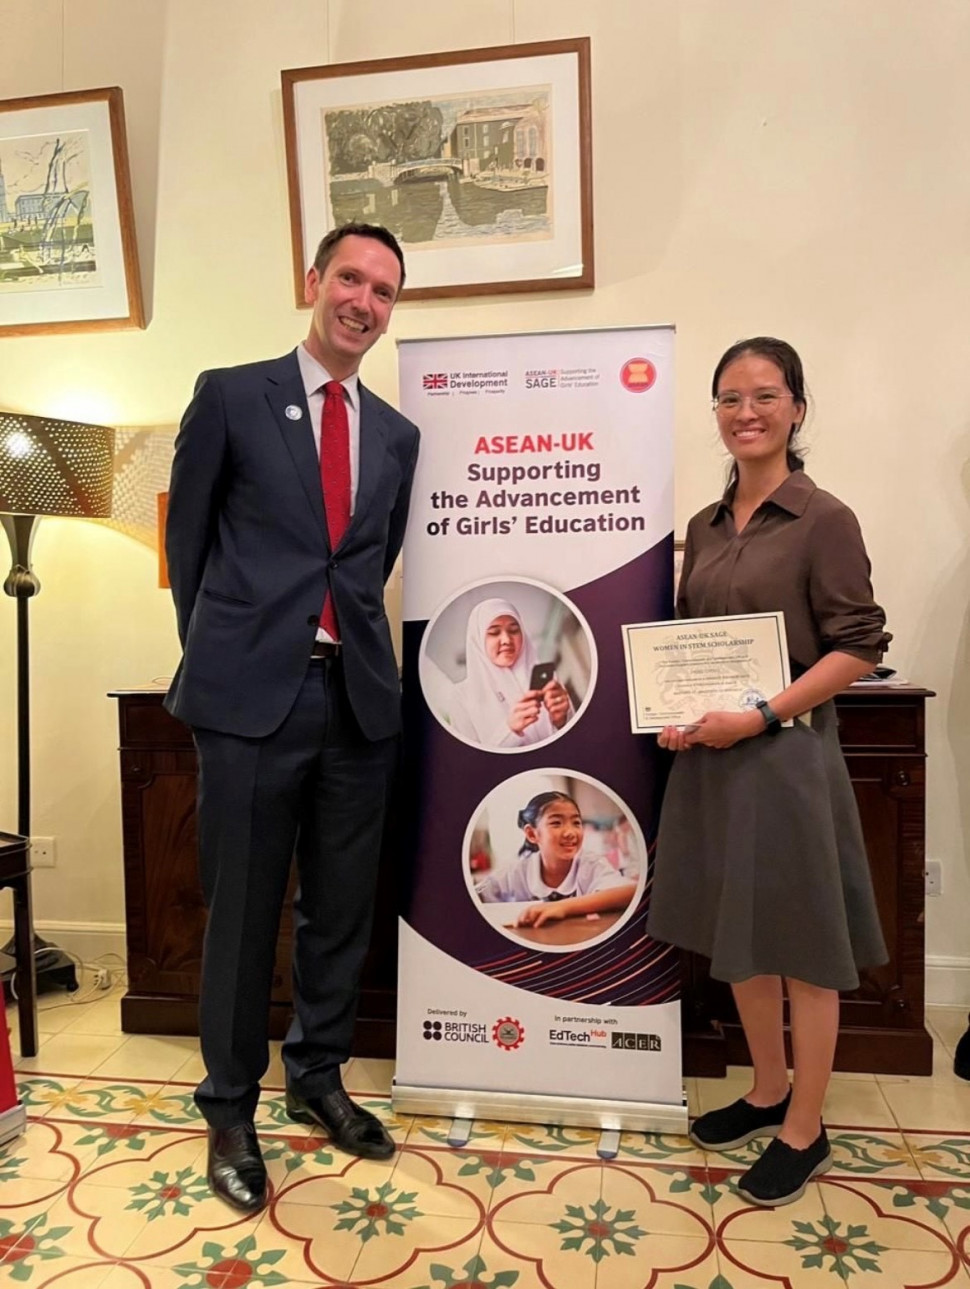 UK International
Development
Partnership | Progress | Prosperity
ASEAN-UK
SAGE
Supporting the
Advancement of
Girls' Education
ASEAN-UK
Supporting
the Advancement
of Girls' Education
ASEAN-UK SAGE
WOMEN IN STEM SCHOLARSHIP
Delivered by
BRITISH
COUNCIL
In partnership with
EdTech Hub
ACER